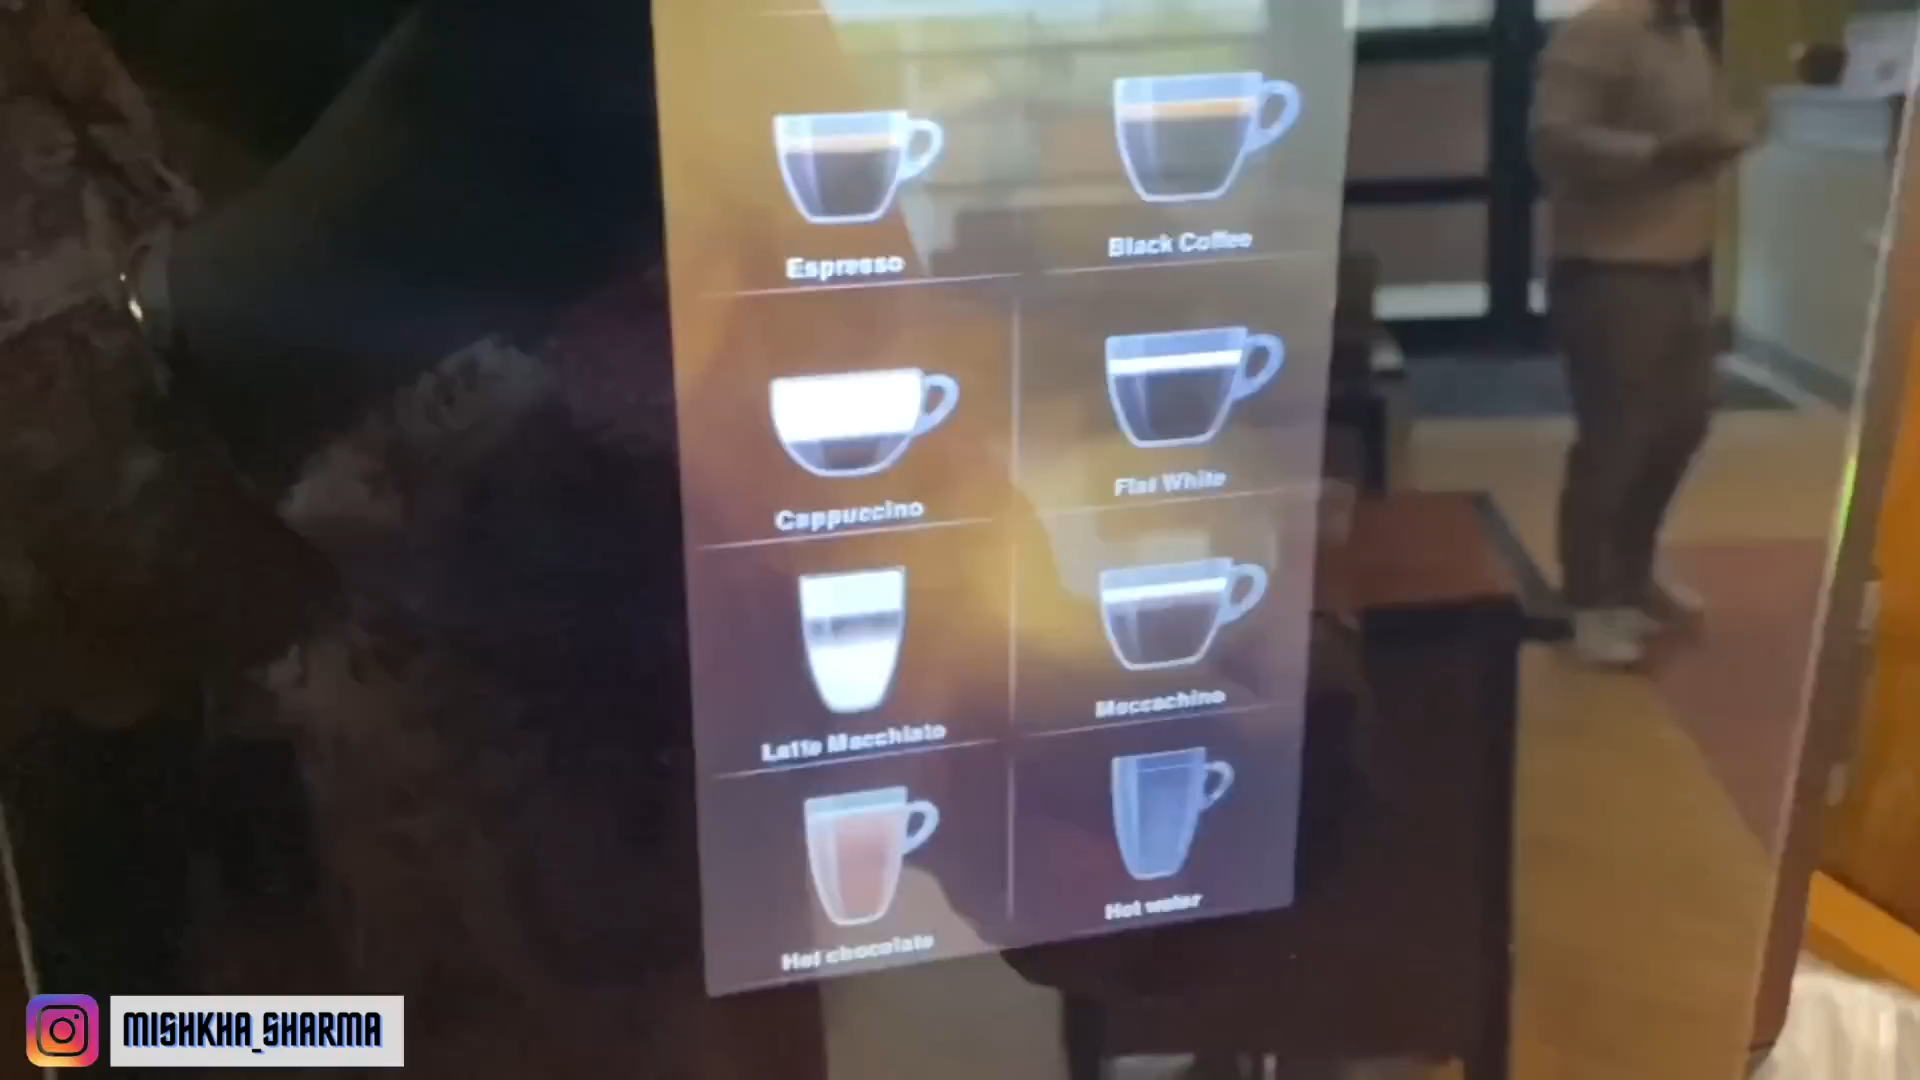 Espresso
Black Coffee
Cappuccino
Flat White
Latte Macchiato
Moccachino
Hot chocolate
Hot water
MISHKHA_SHARMA